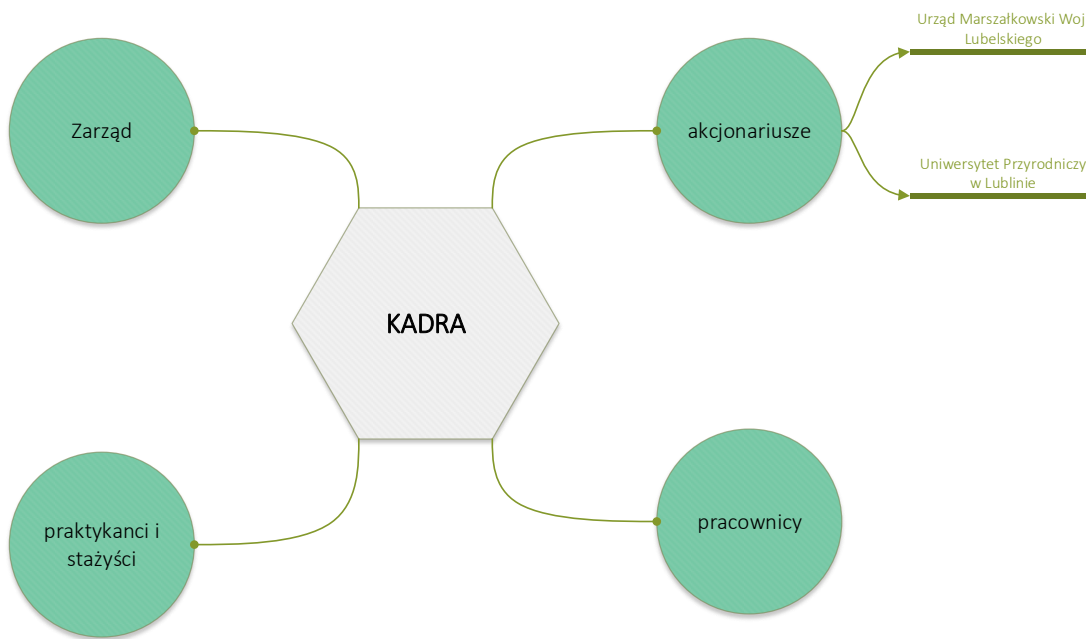 Urząd Marszałkowski Woj
Lubelskiego
Zarząd
akcjonariusze
Uniwersytet Przyrodniczy
w Lublinie
KADRA
praktykanci i
stażyści
pracownicy